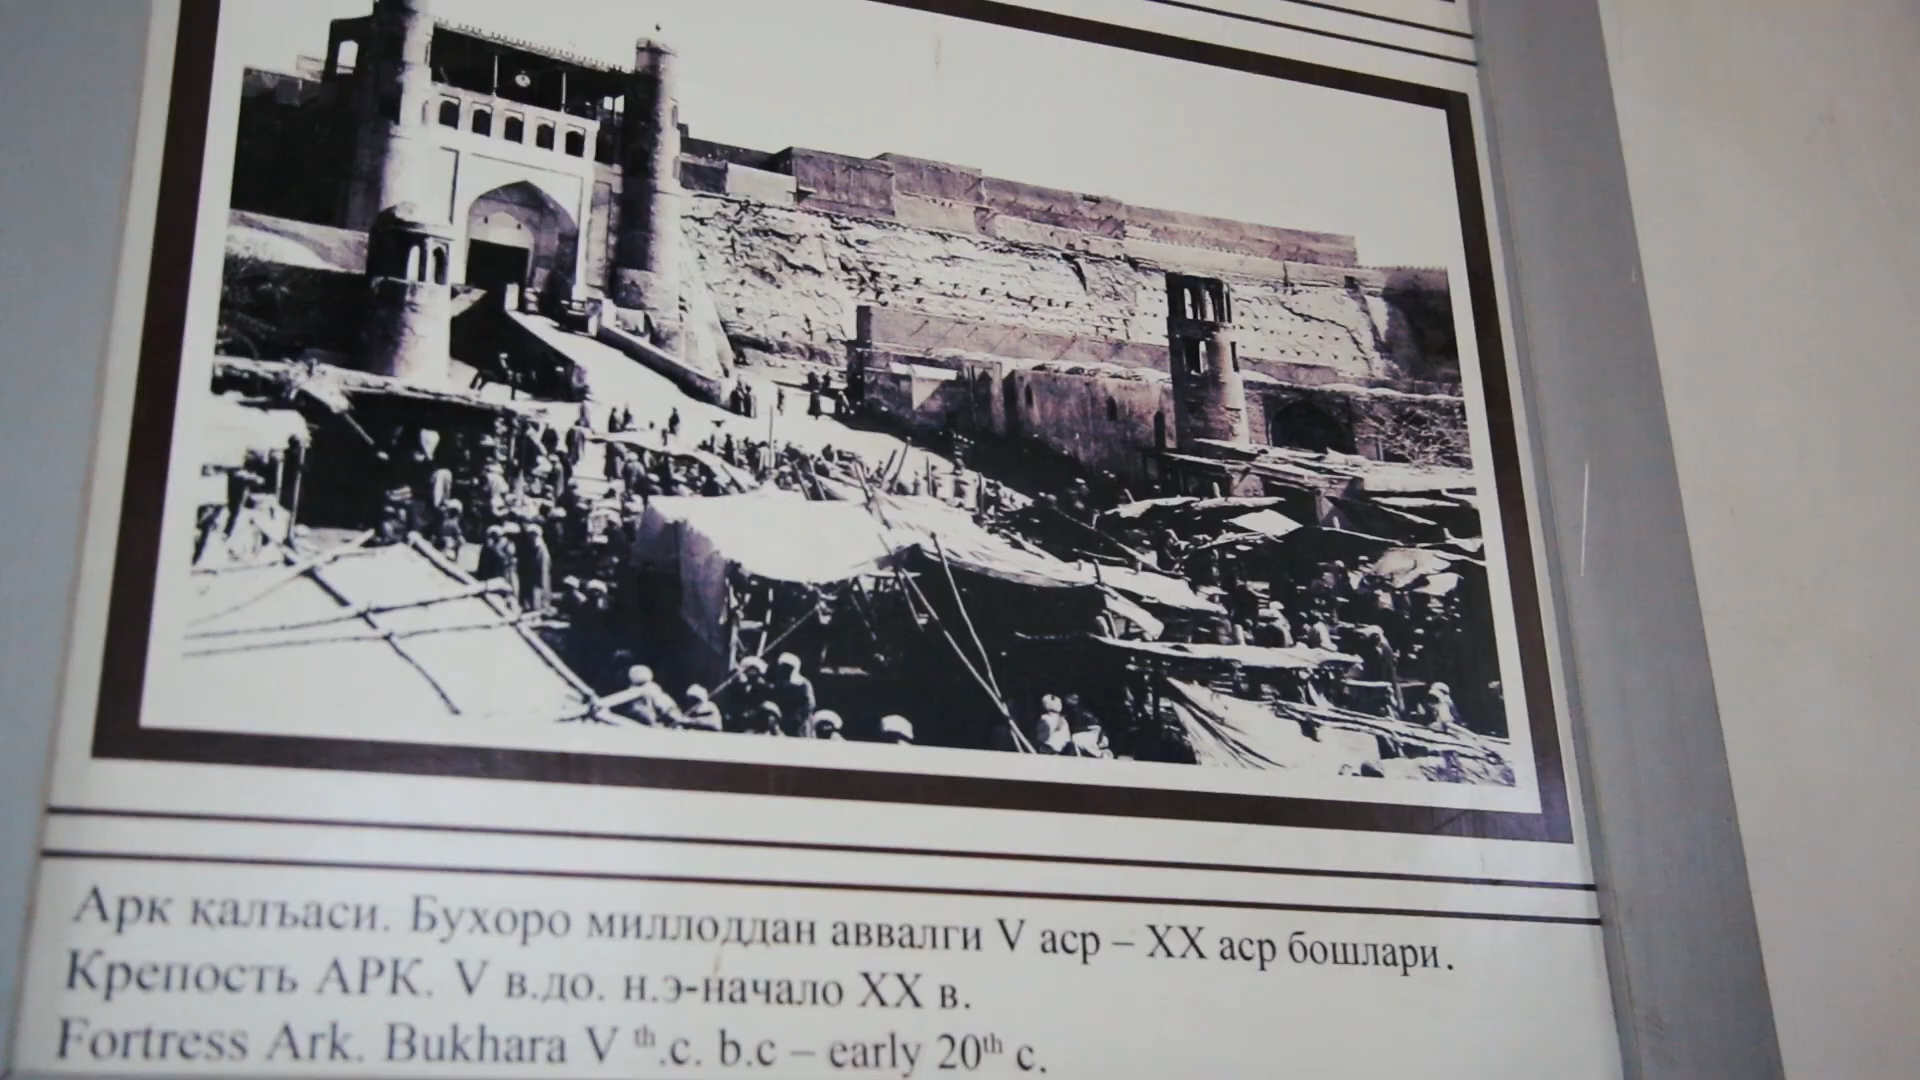 Арк қалъаси. Бухоро миллоддан аввалги V аср – XX аср бошлари.
Крепость АРК. V в.до. н.э-начало XX в.
Fortress Ark. Bukhara V th.c. b.c – early 20th c.